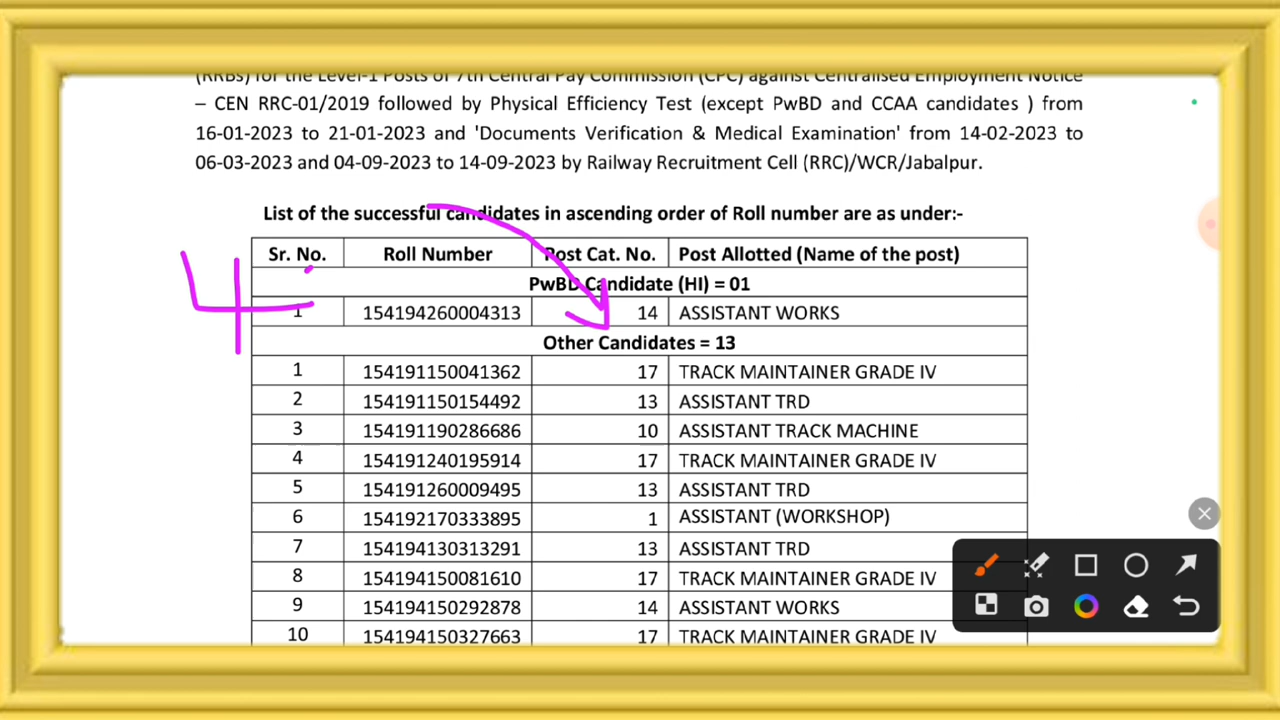 (RRBs) for the Level-1 Posts of 7th Central Pay Commission (CPC) against Centralised Employment Notice
– CEN RRC-01/2019 followed by Physical Efficiency Test (except PwBD and CCAA candidates ) from
16-01-2023 to 21-01-2023 and 'Documents Verification & Medical Examination' from 14-02-2023 to
06-03-2023 and 04-09-2023 to 14-09-2023 by Railway Recruitment Cell (RRC)/WCR/Jabalpur.
List of the successful candidates in ascending order of Roll number are as under:-
Sr. No. Roll Number Post Cat. No. Post Allotted (Name of the post)
PwBD Candidate (HI) = 01
4
1 154194260004313 14 ASSISTANT WORKS
Other Candidates = 13
1 154191150041362 17 TRACK MAINTAINER GRADE IV
2 154191150154492 13 ASSISTANT TRD
3 154191190286686 10 ASSISTANT TRACK MACHINE
4 154191240195914 17 TRACK MAINTAINER GRADE IV
5 154191260009495 13 ASSISTANT TRD
6 154192170333895 1 ASSISTANT (WORKSHOP)
7 154194130313291 13 ASSISTANT TRD
8 154194150081610 17 TRACK MAINTAINER GRADE IV
9 154194150292878 14 ASSISTANT WORKS
10 154194150327663 17 TRACK MAINTAINER GRADE IV